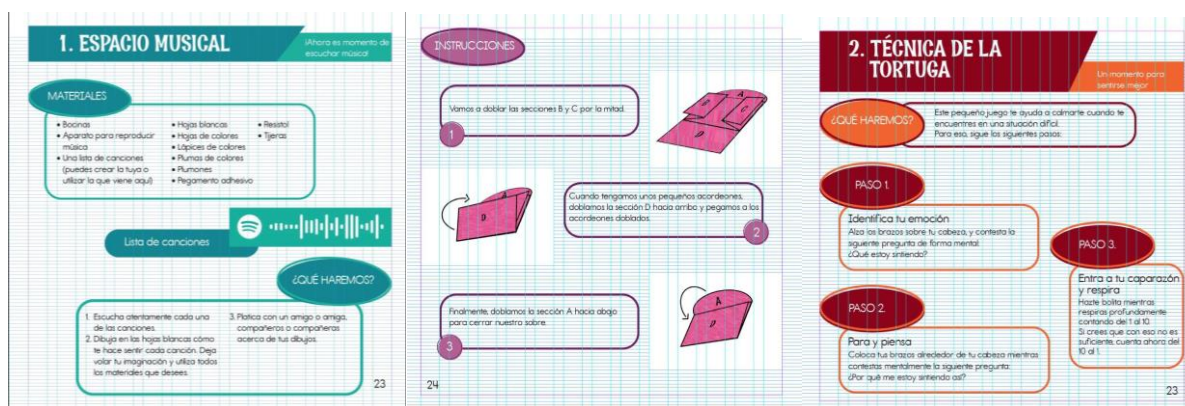 1. ESPACIO MUSICAL
¡Ahora es momento de
escuchar música!
MATERIALES
• Bocinas
• Aparato para reproducir
música
• Una lista de canciones
(puedes crear la tuya o
utilizar la que viene aquí)
• Hojas blancas
• Hojas de colores
• Lápices de colores
• Plumas de colores
• Plumones
• Pegamento adhesivo
• Resistol
• Tijeras
Lista de canciones
¿QUÉ HAREMOS?
1. Escucha atentamente cada una
de las canciones.
2. Dibuja en las hojas blancas cómo
te hace sentir cada canción. Deja
volar tu imaginación y utiliza todos
los materiales que desees.
3. Platica con un amigo o amiga,
compañeros o compañeras
acerca de tus dibujos.
23
INSTRUCCIONES
Vamos a doblar las secciones B y C por la mitad.
1
A
B
C
D
Cuando tengamos unos pequeños acordeones,
doblamos la sección D hacia arriba y pegamos a los
acordeones doblados.
2
A
D
Finalmente, doblamos la sección A hacia abajo
para cerrar nuestro sobre.
3
A
D
24
2. TÉCNICA DE LA
TORTUGA
Un momento para
sentirse mejor
¿QUÉ HAREMOS?
Este pequeño juego te ayuda a calmarte cuando te
encuentres en una situación difícil.
Para eso, sigue los siguientes pasos:
PASO 1.
Identifica tu emoción
Alza los brazos sobre tu cabeza, y contesta la
siguiente pregunta de forma mental:
¿Qué estoy sintiendo?
PASO 2.
Para y piensa
Coloca tus brazos alrededor de tu cabeza mientras
contestas mentalmente la siguiente pregunta:
¿Por qué me estoy sintiendo así?
PASO 3.
Entra a tu caparazón
y respira
Hazte bolita mientras
respiras profundamente
contando del 1 al 10.
Si crees que con eso no es
suficiente, cuenta ahora del
10 al 1.
23